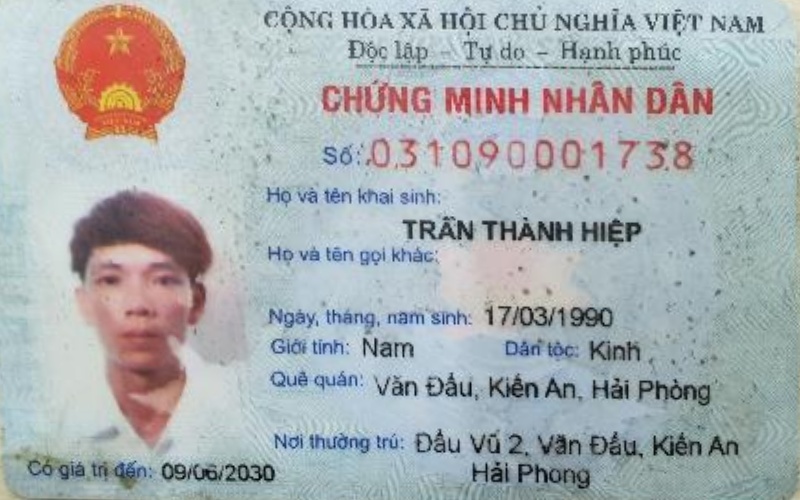 CỘNG HÒA XÃ HỘI CHỦ NGHĨA VIỆT NAM
Độc lập – Tự do – Hạnh phúc
CHỨNG MINH NHÂN DÂN
Số: 031090001738
Họ và tên khai sinh:
TRẦN THÀNH HIỆP
Họ và tên gọi khác:
Ngày, tháng, năm sinh: 17/03/1990
Giới tính: Nam Dân tộc: Kinh
Quê quán: Văn Đẩu, Kiến An, Hải Phòng
Nơi thường trú: Đẩu Vũ 2, Văn Đẩu, Kiến An
Hải Phong
Có giá trị đến: 09/06/2030